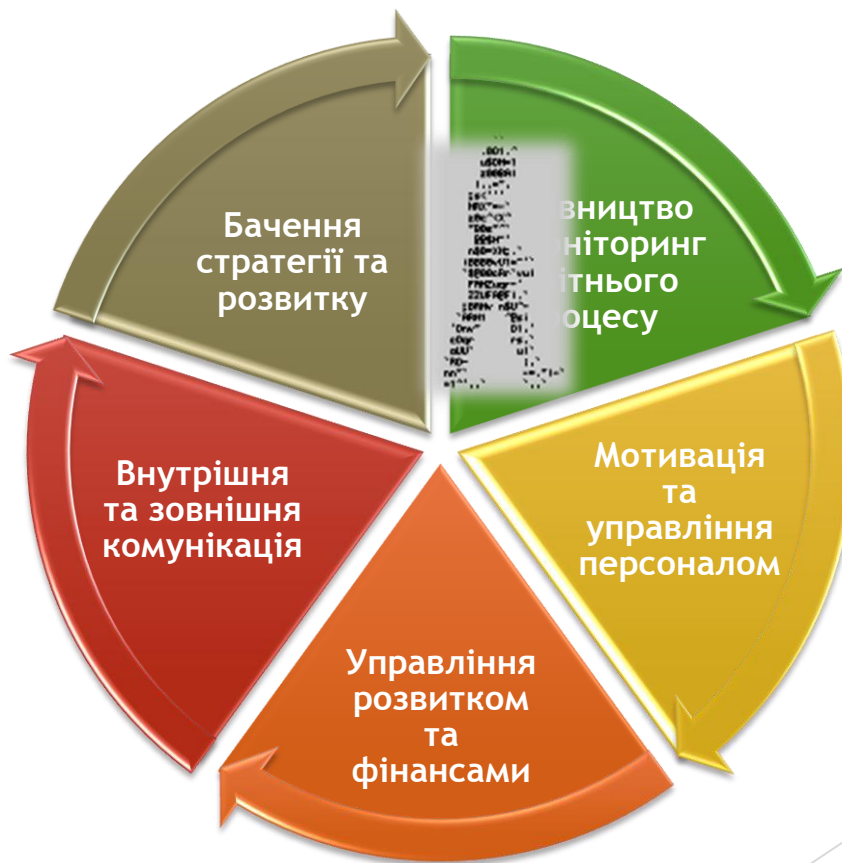 Бачення
стратегії та
розвитку
Мотивація
та
управління
персоналом
Управління
розвитком
та
фінансами
Внутрішня
та зовнішня
комунікація